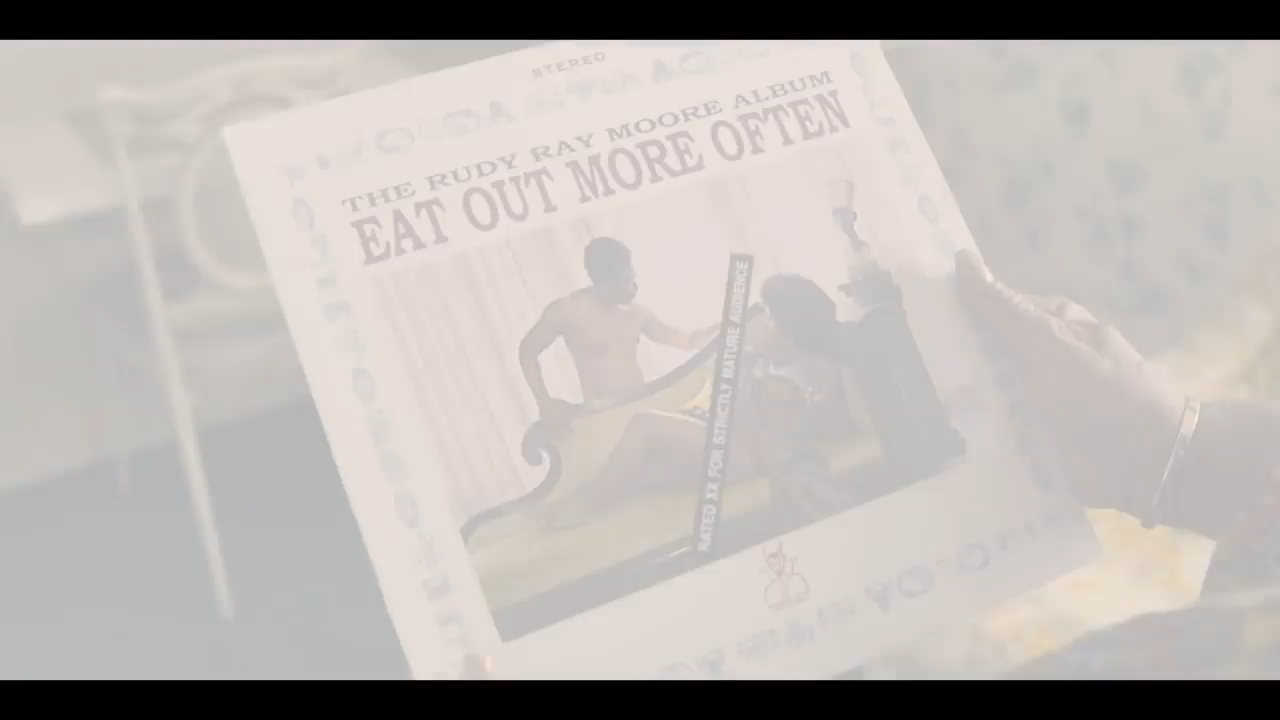 STEREO
THE RUDY RAY MOORE ALBUM
EAT OUT MORE OFTEN
RATED XX FOR STRICTLY MATURE AUDIENCE